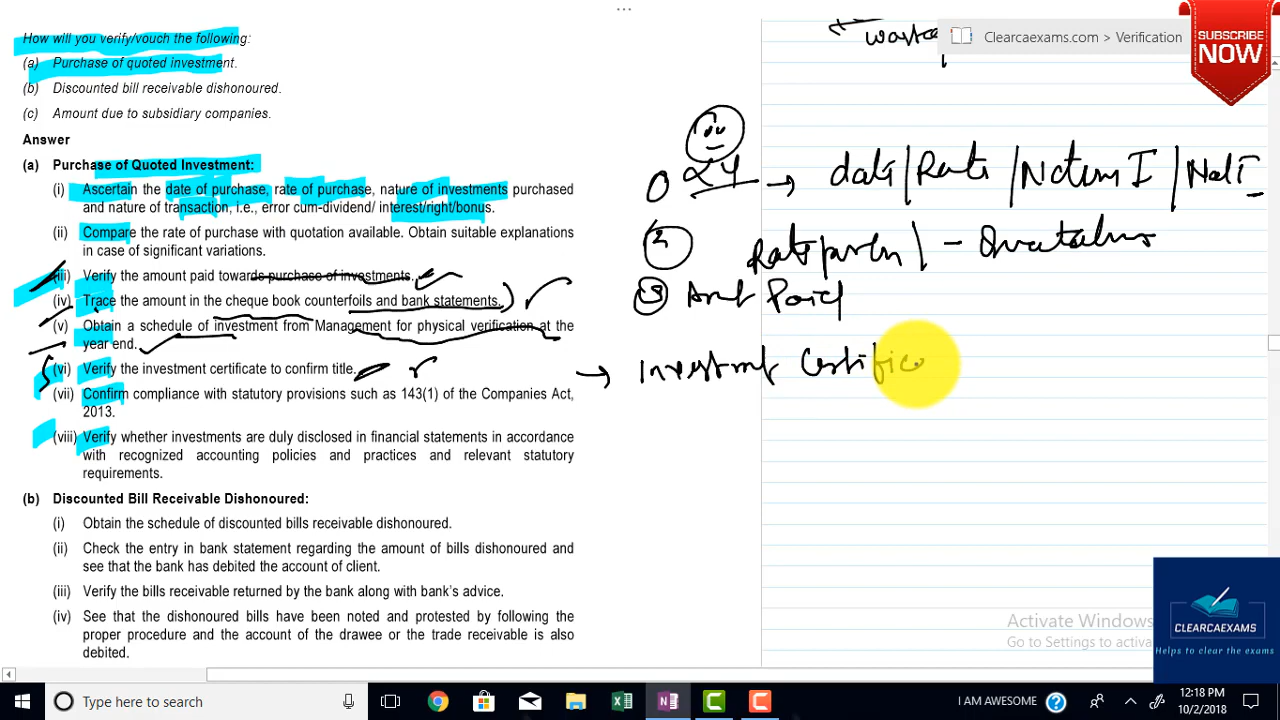 How will you verify/vouch the following:
(a) Purchase of quoted investment.
(b) Discounted bill receivable dishonoured.
(c) Amount due to subsidiary companies.
Answer
(a) Purchase of Quoted Investment:
(i) Ascertain the date of purchase, rate of purchase, nature of investments purchased
and nature of transaction, i.e., error cum-dividend/ interest/right/bonus.
(ii) Compare the rate of purchase with quotation available. Obtain suitable explanations
in case of significant variations.
(iii) Verify the amount paid towards purchase of investments.
(iv) Trace the amount in the cheque book counterfoils and bank statements.
(v) Obtain a schedule of investment from Management for physical verification at the
year end.
(vi) Verify the investment certificate to confirm title.
(vii) Confirm compliance with statutory provisions such as 143(1) of the Companies Act,
2013.
(viii) Verify whether investments are duly disclosed in financial statements in accordance
with recognized accounting policies and practices and relevant statutory
requirements.
(b) Discounted Bill Receivable Dishonoured:
(i) Obtain the schedule of discounted bills receivable dishonoured.
(ii) Check the entry in bank statement regarding the amount of bills dishonoured and
see that the bank has debited the account of client.
(iii) Verify the bills receivable returned by the bank along with bank's advice.
(iv) See that the dishonoured bills have been noted and protested by following the
proper procedure and the account of the drawee or the trade receivable is also
debited.
Clearcaexams.com > Verification
SUBSCRIBE
NOW
date | Rate |
2
3 Amt Paid
→ Investment Certific
Activate Windows
Go to Settings to activa
CLEARCAEXAMS
Helps to clear the exams
Type here to search
I AM AWESOME
12:18 PM
10/2/2018